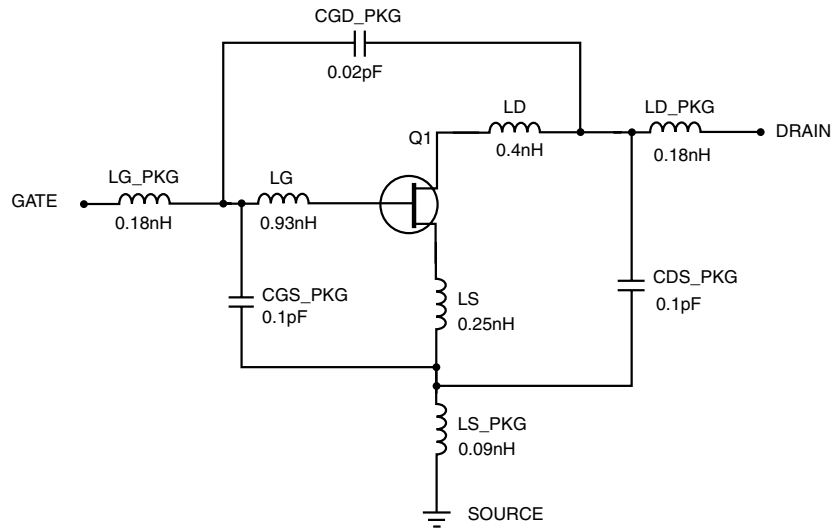 CGD_PKG
0.02pF
LD
LD_PKG
Q1
DRAIN
0.4nH
0.18nH
LG_PKG
LG
GATE
0.18nH
0.93nH
CGS_PKG
0.1pF
LS
0.25nH
CDS_PKG
0.1pF
LS_PKG
0.09nH
SOURCE